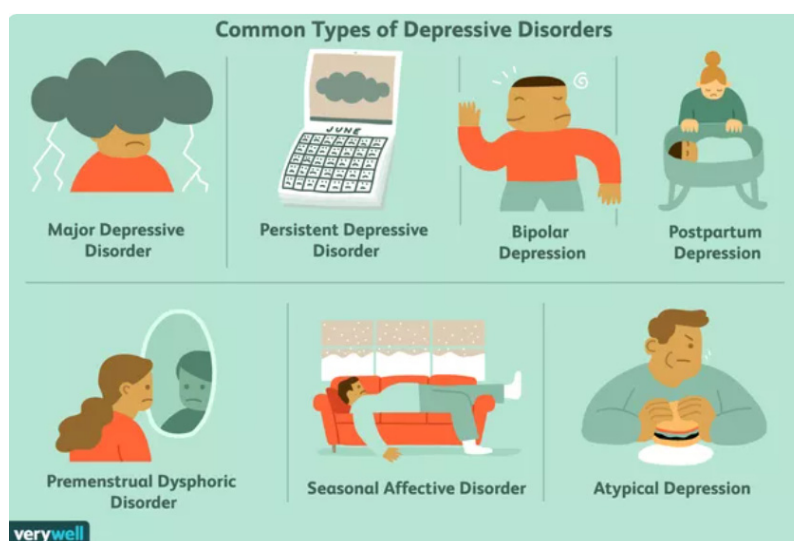 Common Types of Depressive Disorders
JUNE
Major Depressive
Disorder
Persistent Depressive
Disorder
Bipolar
Depression
Postpartum
Depression
Premenstrual Dysphoric
Disorder
Seasonal Affective Disorder
Atypical Depression
verywell